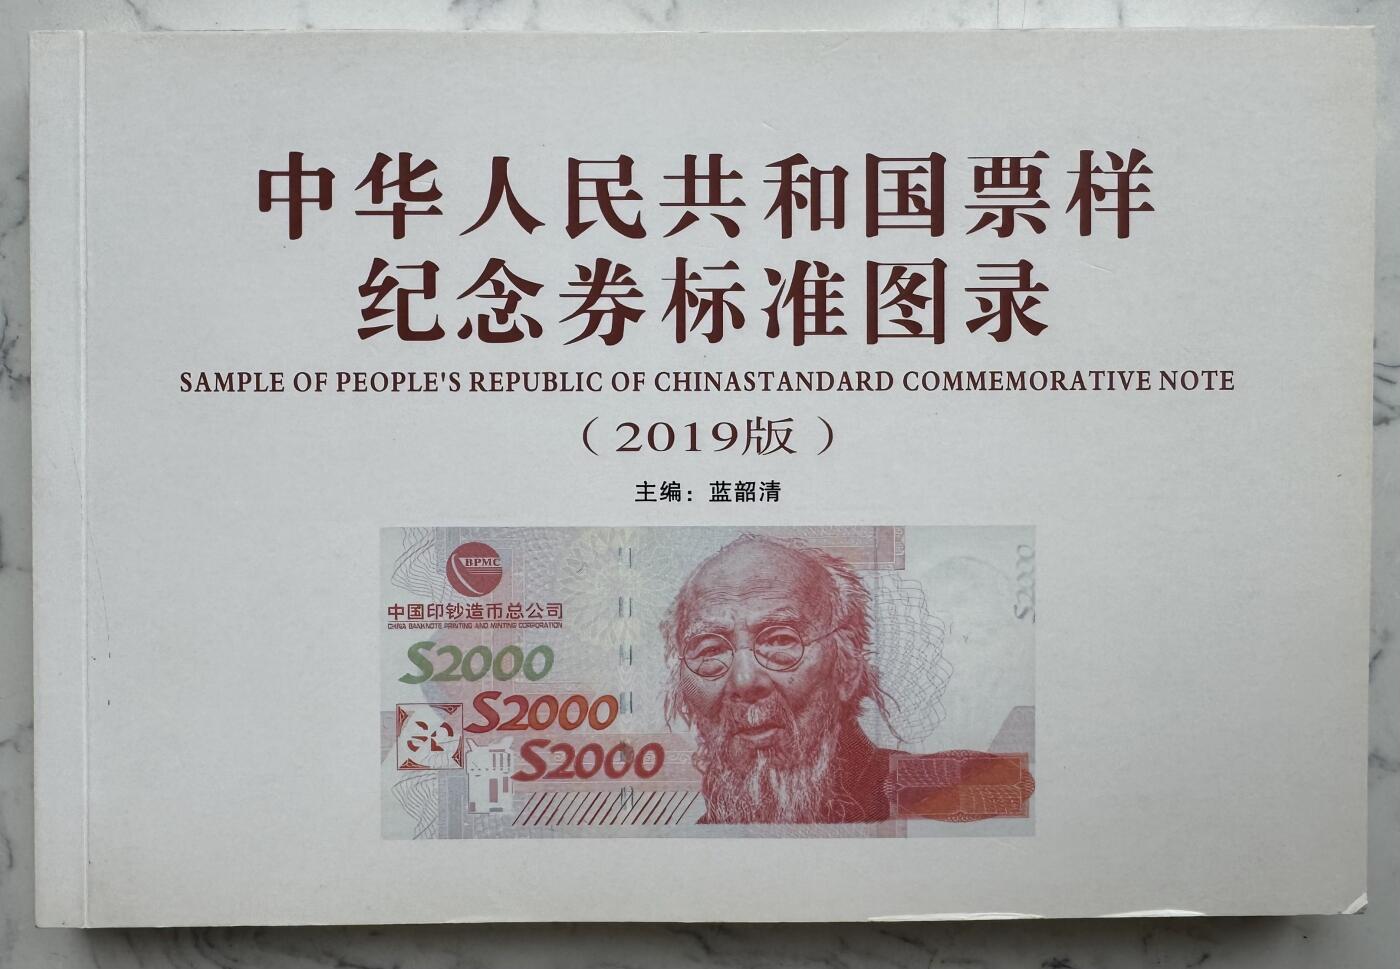 中华人民共和国票样
纪念券标准图录
SAMPLE OF PEOPLE'S REPUBLIC OF CHINASTANDARD COMMEMORATIVE NOTE
（2019版）
主编：蓝韶清
BPMC
中国印钞造币总公司
CHINA BANKNOTE PRINTING AND MINTING CORPORATION
S2000
S2000
S2000
S2000